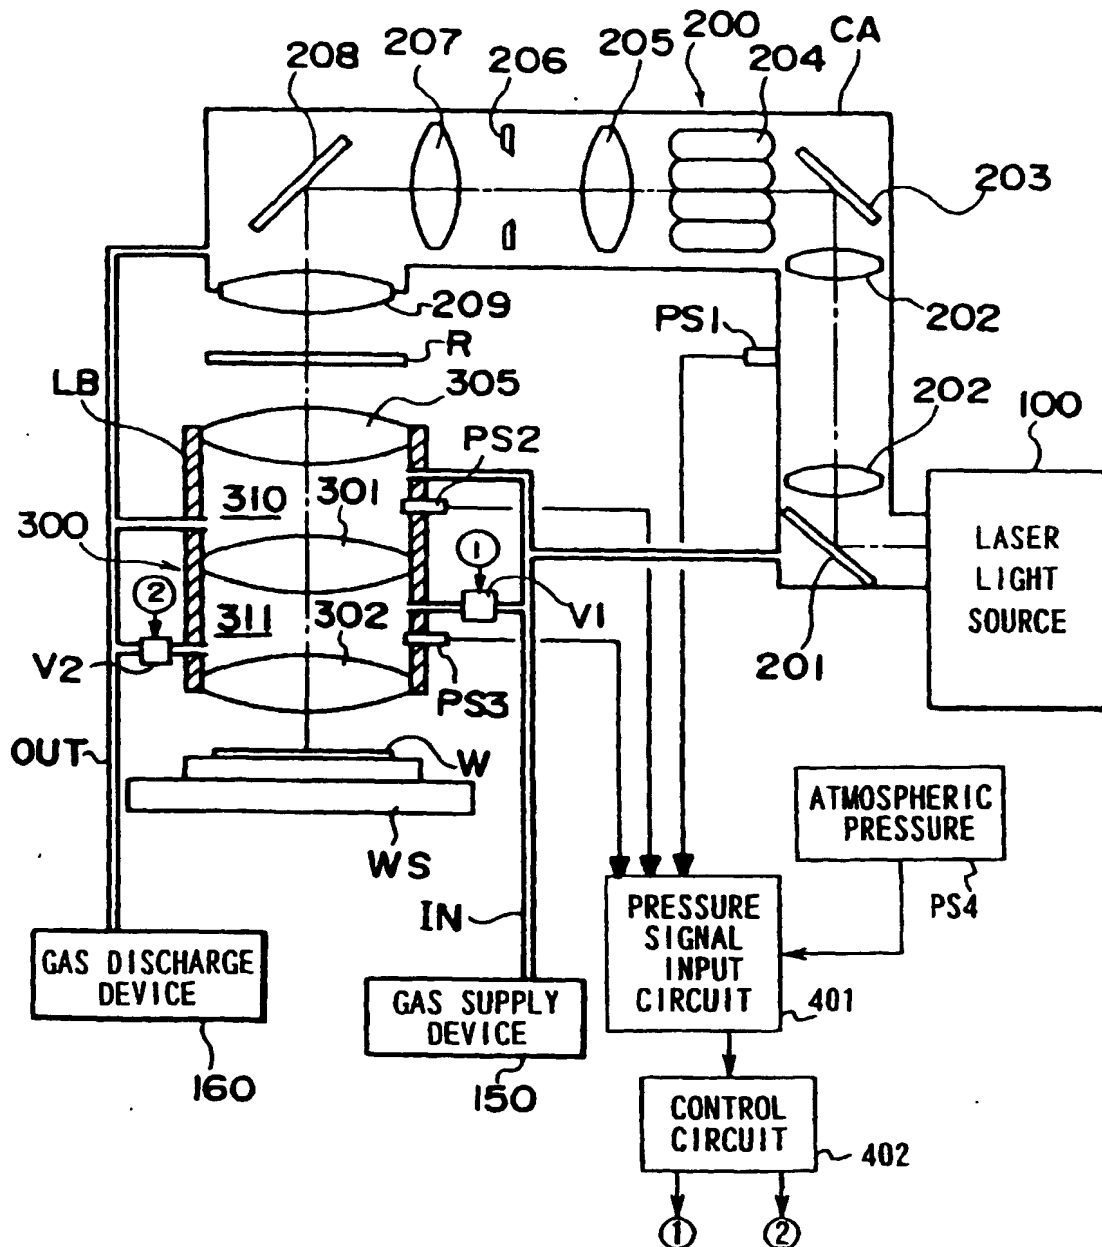 200
CA
207
205
208
206
204
203
209
202
PS1
R
LB
305
202
100
PS2
310
301
LASER
LIGHT
SOURCE
300
1
2
311
302
V1
V2
201
PS3
OUT
W
ATMOSPHERIC
PRESSURE
WS
PS4
IN
PRESSURE
SIGNAL
INPUT
CIRCUIT
401
GAS DISCHARGE
DEVICE
GAS SUPPLY
DEVICE
160
150
CONTROL
CIRCUIT
402
1
2